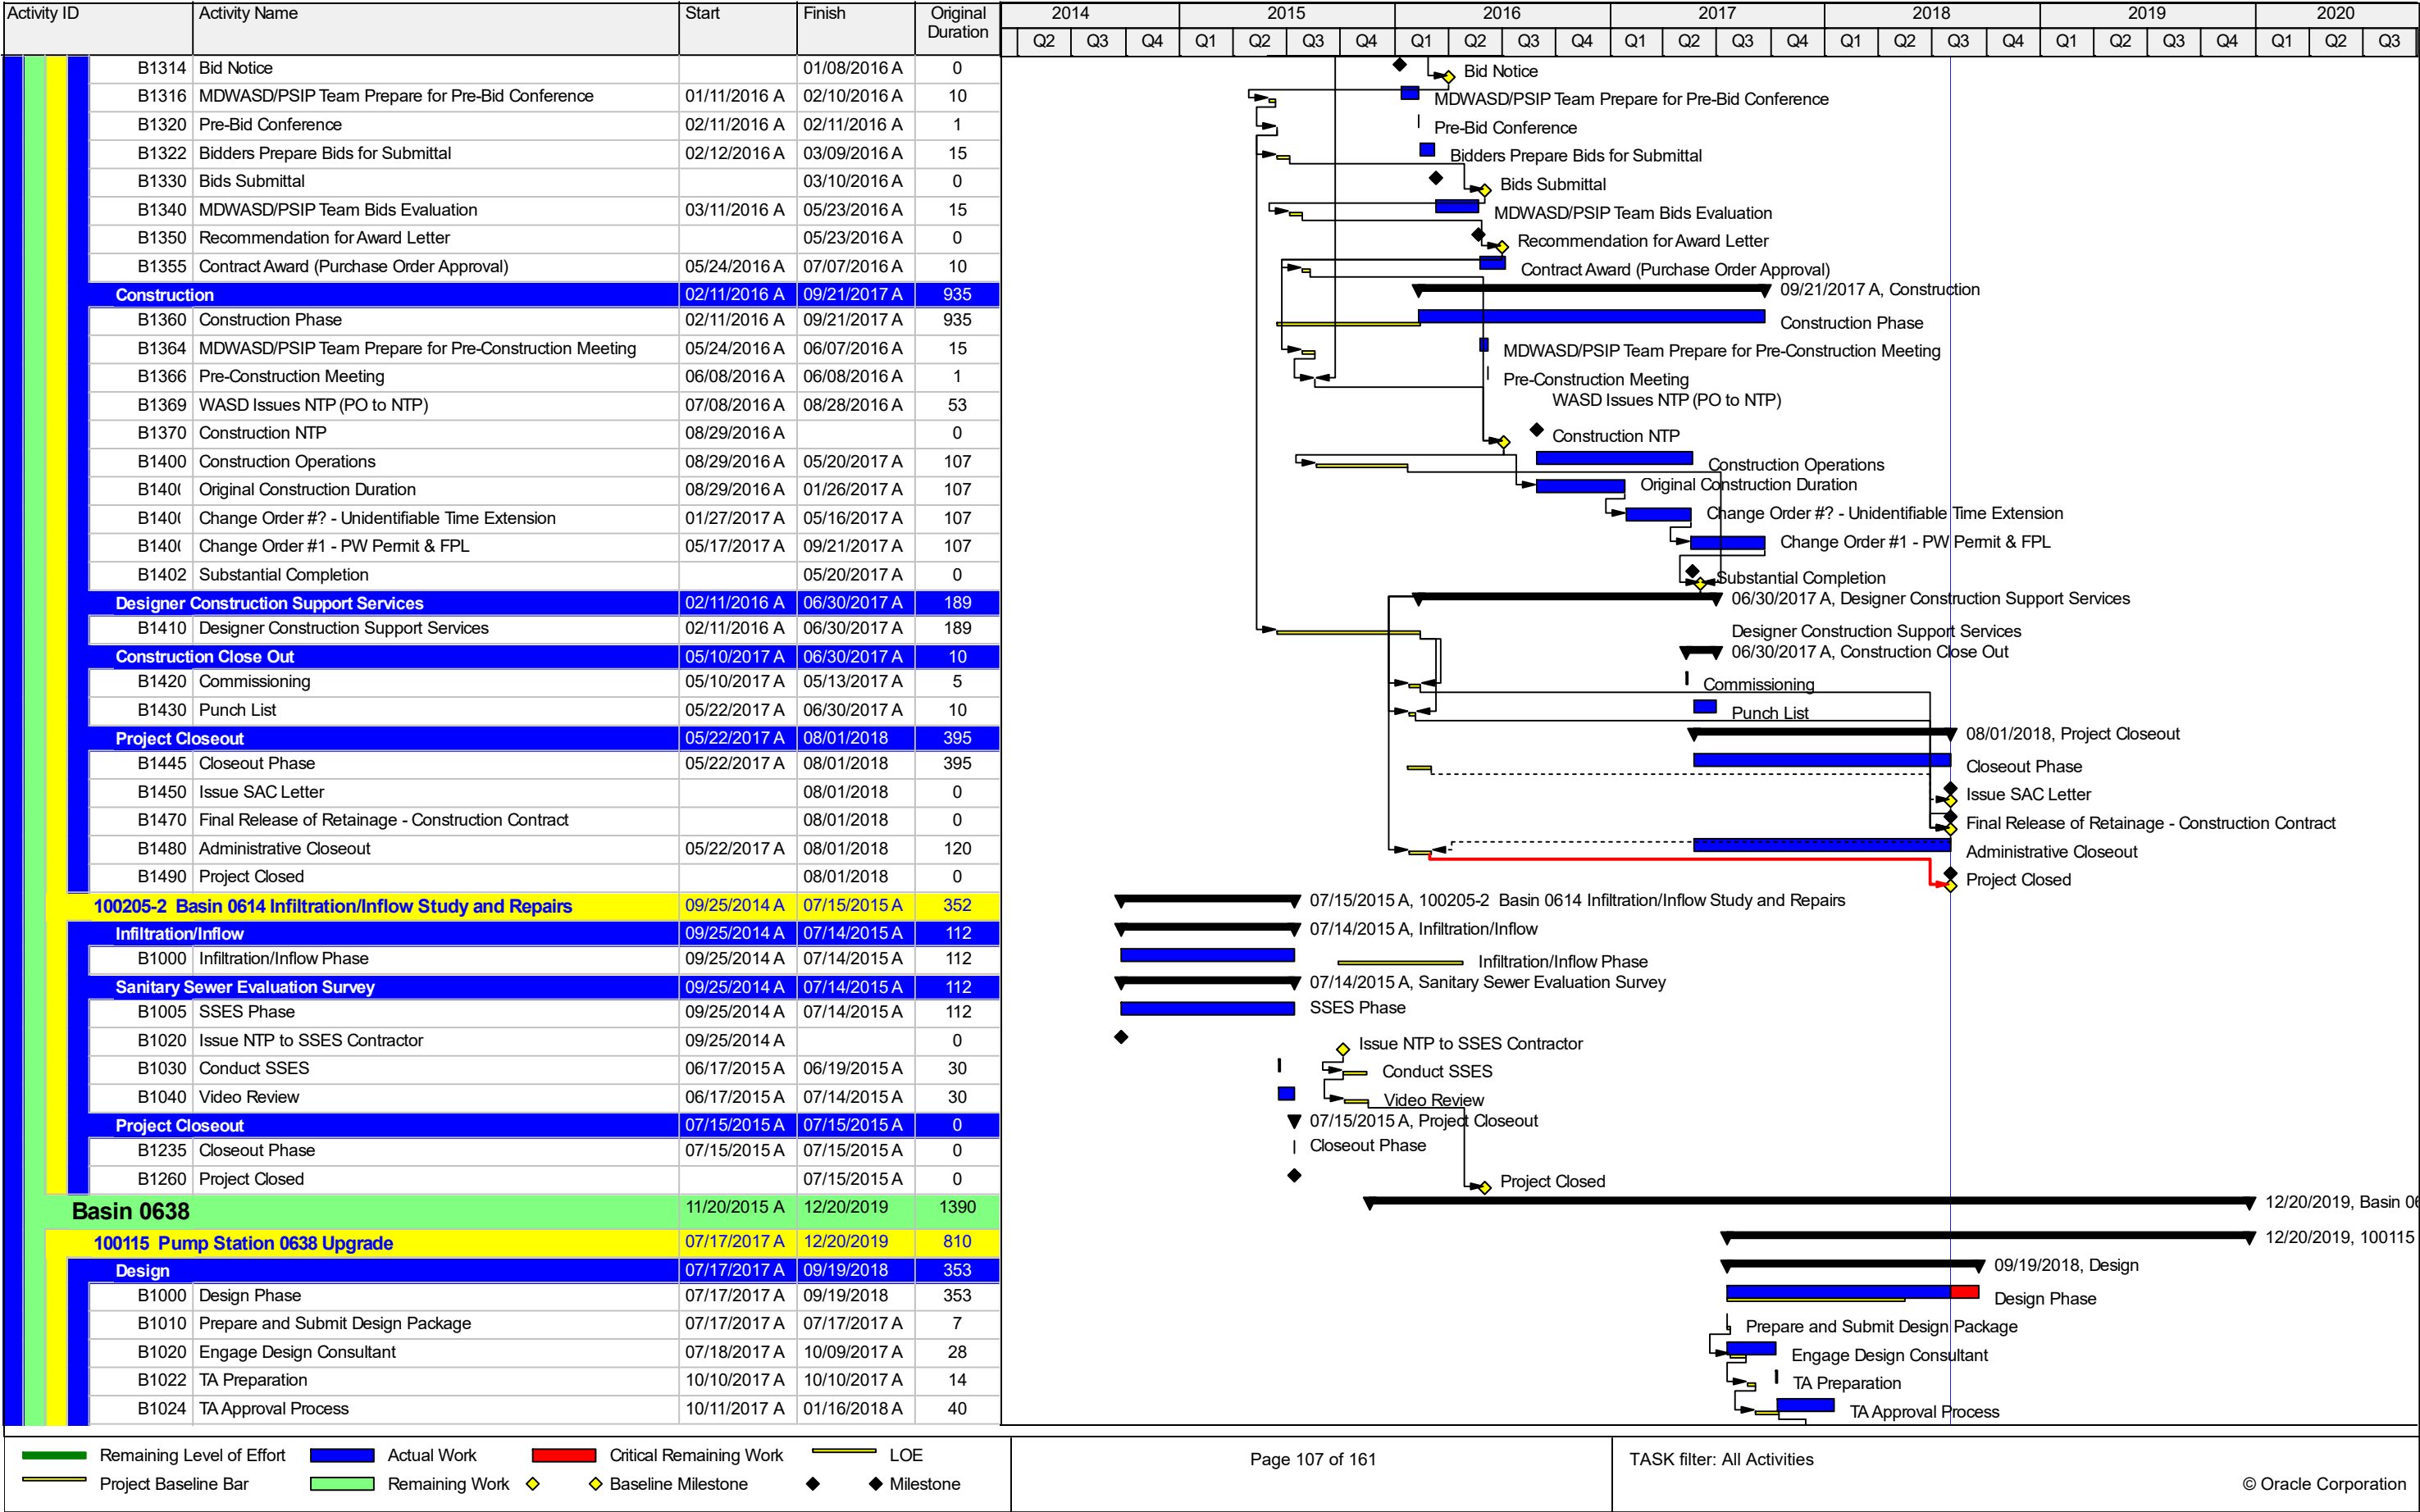 Activity ID Activity Name Start Finish Original Duration 2014 2015 2016 2017 2018 2019 2020
Q2 Q3 Q4 Q1 Q2 Q3 Q4 Q1 Q2 Q3 Q4 Q1 Q2 Q3 Q4 Q1 Q2 Q3 Q4 Q1 Q2 Q3 Q4 Q1 Q2 Q3
B1314 Bid Notice 01/08/2016 A 0 Bid Notice
B1316 MDWASD/PSIP Team Prepare for Pre-Bid Conference 01/11/2016 A 02/10/2016 A 10 MDWASD/PSIP Team Prepare for Pre-Bid Conference
B1320 Pre-Bid Conference 02/11/2016 A 02/11/2016 A 1 Pre-Bid Conference
B1322 Bidders Prepare Bids for Submittal 02/12/2016 A 03/09/2016 A 15 Bidders Prepare Bids for Submittal
B1330 Bids Submittal 03/10/2016 A 0 Bids Submittal
B1340 MDWASD/PSIP Team Bids Evaluation 03/11/2016 A 05/23/2016 A 15 MDWASD/PSIP Team Bids Evaluation
B1350 Recommendation for Award Letter 05/23/2016 A 0 Recommendation for Award Letter
B1355 Contract Award (Purchase Order Approval) 05/24/2016 A 07/07/2016 A 10 Contract Award (Purchase Order Approval)
Construction 02/11/2016 A 09/21/2017 A 935 09/21/2017 A, Construction
B1360 Construction Phase 02/11/2016 A 09/21/2017 A 935 Construction Phase
B1364 MDWASD/PSIP Team Prepare for Pre-Construction Meeting 05/24/2016 A 06/07/2016 A 15 MDWASD/PSIP Team Prepare for Pre-Construction Meeting
B1366 Pre-Construction Meeting 06/08/2016 A 06/08/2016 A 1 Pre-Construction Meeting
B1369 WASD Issues NTP (PO to NTP) 07/08/2016 A 08/28/2016 A 53 WASD Issues NTP (PO to NTP)
B1370 Construction NTP 08/29/2016 A 0 Construction NTP
B1400 Construction Operations 08/29/2016 A 05/20/2017 A 107 Construction Operations
B140( Original Construction Duration 08/29/2016 A 01/26/2017 A 107 Original Construction Duration
B140( Change Order #? - Unidentifiable Time Extension 01/27/2017 A 05/16/2017 A 107 Change Order #? - Unidentifiable Time Extension
B140( Change Order #1 - PW Permit & FPL 05/17/2017 A 09/21/2017 A 107 Change Order #1 - PW Permit & FPL
B1402 Substantial Completion 05/20/2017 A 0 Substantial Completion
Designer Construction Support Services 02/11/2016 A 06/30/2017 A 189 06/30/2017 A, Designer Construction Support Services
B1410 Designer Construction Support Services 02/11/2016 A 06/30/2017 A 189 Designer Construction Support Services
Construction Close Out 05/10/2017 A 06/30/2017 A 10 06/30/2017 A, Construction Close Out
B1420 Commissioning 05/10/2017 A 05/13/2017 A 5 Commissioning
B1430 Punch List 05/22/2017 A 06/30/2017 A 10 Punch List
Project Closeout 05/22/2017 A 08/01/2018 395 08/01/2018, Project Closeout
B1445 Closeout Phase 05/22/2017 A 08/01/2018 395 Closeout Phase
B1450 Issue SAC Letter 08/01/2018 0 Issue SAC Letter
B1470 Final Release of Retainage - Construction Contract 08/01/2018 0 Final Release of Retainage - Construction Contract
B1480 Administrative Closeout 05/22/2017 A 08/01/2018 120 Administrative Closeout
B1490 Project Closed 08/01/2018 0 Project Closed
100205-2 Basin 0614 Infiltration/Inflow Study and Repairs 09/25/2014 A 07/15/2015 A 352 07/15/2015 A, 100205-2 Basin 0614 Infiltration/Inflow Study and Repairs
Infiltration/Inflow 09/25/2014 A 07/14/2015 A 112 07/14/2015 A, Infiltration/Inflow
B1000 Infiltration/Inflow Phase 09/25/2014 A 07/14/2015 A 112 Infiltration/Inflow Phase
Sanitary Sewer Evaluation Survey 09/25/2014 A 07/14/2015 A 112 07/14/2015 A, Sanitary Sewer Evaluation Survey
B1005 SSES Phase 09/25/2014 A 07/14/2015 A 112 SSES Phase
B1020 Issue NTP to SSES Contractor 09/25/2014 A 0 Issue NTP to SSES Contractor
B1030 Conduct SSES 06/17/2015 A 06/19/2015 A 30 Conduct SSES
B1040 Video Review 06/17/2015 A 07/14/2015 A 30 Video Review
Project Closeout 07/15/2015 A 07/15/2015 A 0 07/15/2015 A, Project Closeout
B1235 Closeout Phase 07/15/2015 A 07/15/2015 A 0 Closeout Phase
B1260 Project Closed 07/15/2015 A 0 Project Closed
Basin 0638 11/20/2015 A 12/20/2019 1390 12/20/2019, Basin 06
100115 Pump Station 0638 Upgrade 07/17/2017 A 12/20/2019 810 12/20/2019, 100115
Design 07/17/2017 A 09/19/2018 353 09/19/2018, Design
B1000 Design Phase 07/17/2017 A 09/19/2018 353 Design Phase
B1010 Prepare and Submit Design Package 07/17/2017 A 07/17/2017 A 7 Prepare and Submit Design Package
B1020 Engage Design Consultant 07/18/2017 A 10/09/2017 A 28 Engage Design Consultant
B1022 TA Preparation 10/10/2017 A 10/10/2017 A 14 TA Preparation
B1024 TA Approval Process 10/11/2017 A 01/16/2018 A 40 TA Approval Process
Remaining Level of Effort Actual Work Critical Remaining Work LOE Page 107 of 161 TASK filter: All Activities
Project Baseline Bar Remaining Work Baseline Milestone Milestone © Oracle Corporation